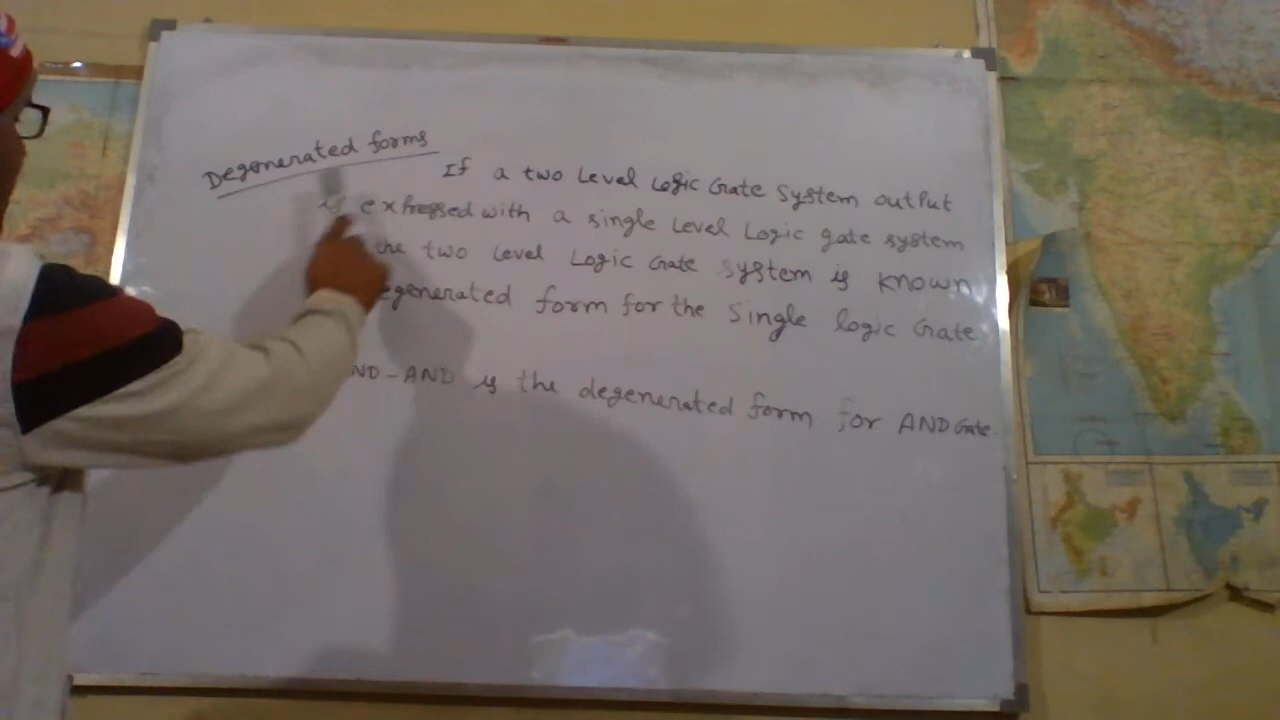 Degenerated forms
If a two Level Logic Gate System output
is expressed with a single Level Logic gate system
the two Level Logic Gate system is known
egenerated form for the Single logic Gate
ND-AND is the degenerated form for AND Gate.